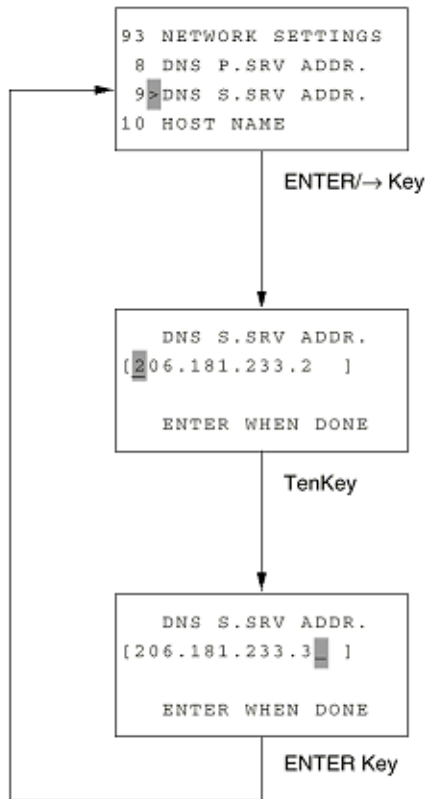 93 NETWORK SETTINGS
8 DNS P.SRV ADDR.
9>DNS S.SRV ADDR.
10 HOST NAME
ENTER/→ Key
DNS S.SRV ADDR.
[206.181.233.2 ]
ENTER WHEN DONE
TenKey
DNS S.SRV ADDR.
[206.181.233.3_ ]
ENTER WHEN DONE
ENTER Key